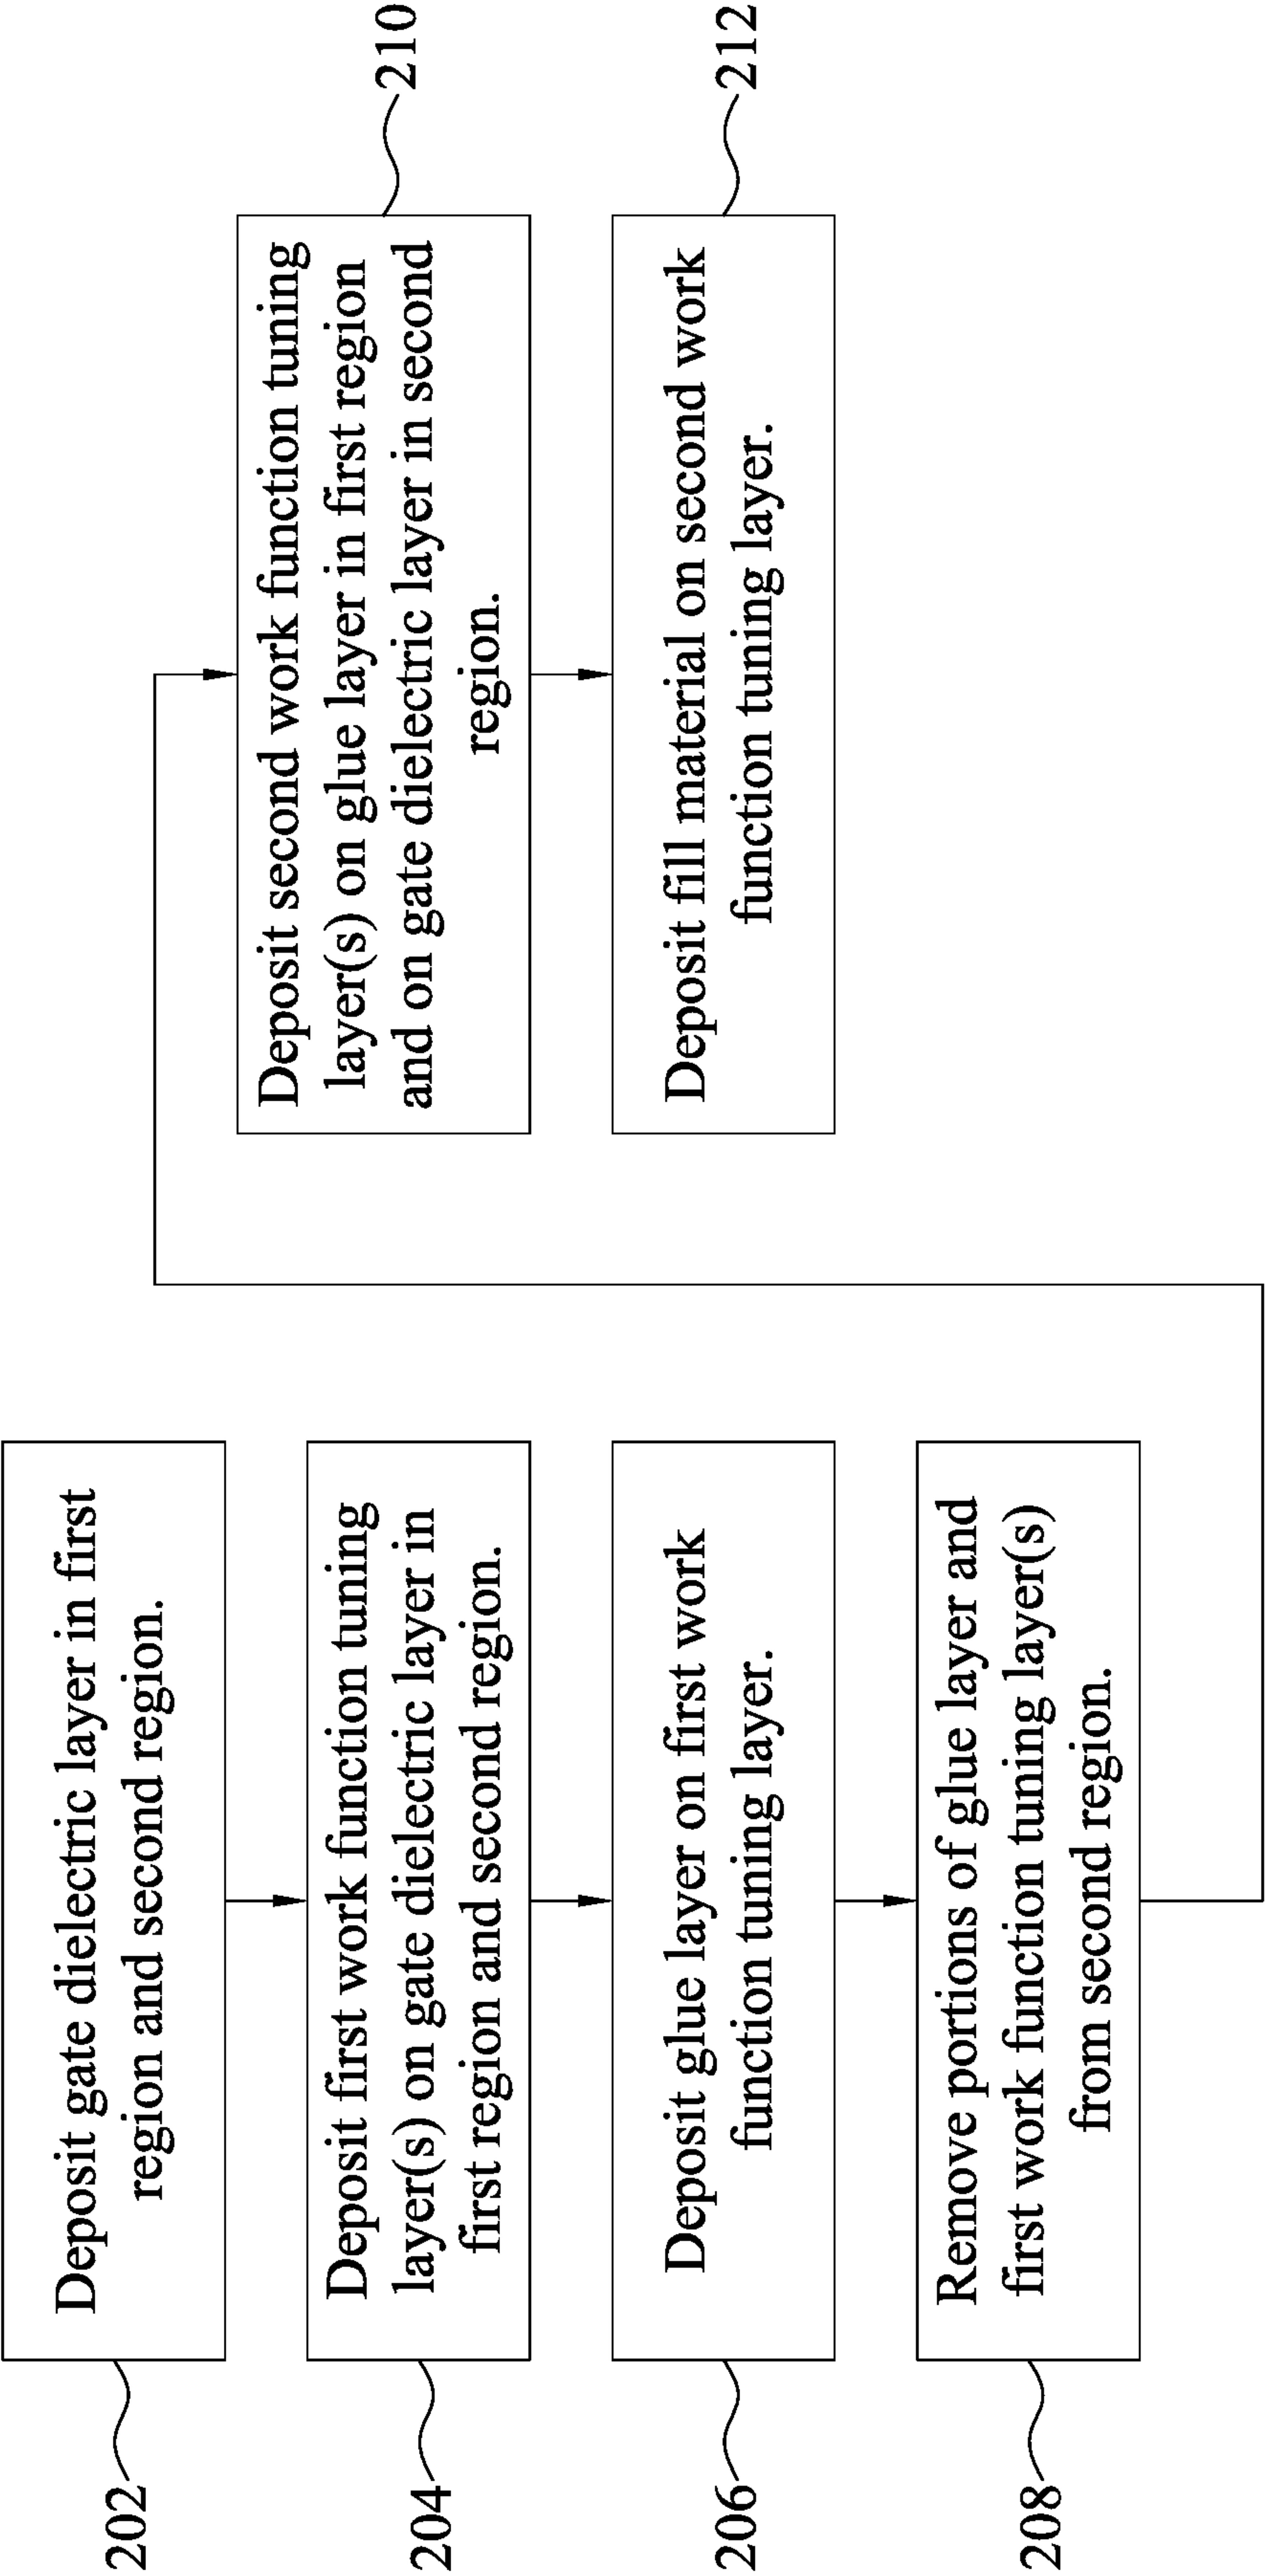 202
Deposit gate dielectric layer in first
region and second region.
204
Deposit first work function tuning
layer(s) on gate dielectric layer in
first region and second region.
206
Deposit glue layer on first work
function tuning layer.
208
Remove portions of glue layer and
first work function tuning layer(s)
from second region.
Deposit second work function tuning
layer(s) on glue layer in first region
and on gate dielectric layer in second
region.
210
Deposit fill material on second work
function tuning layer.
212